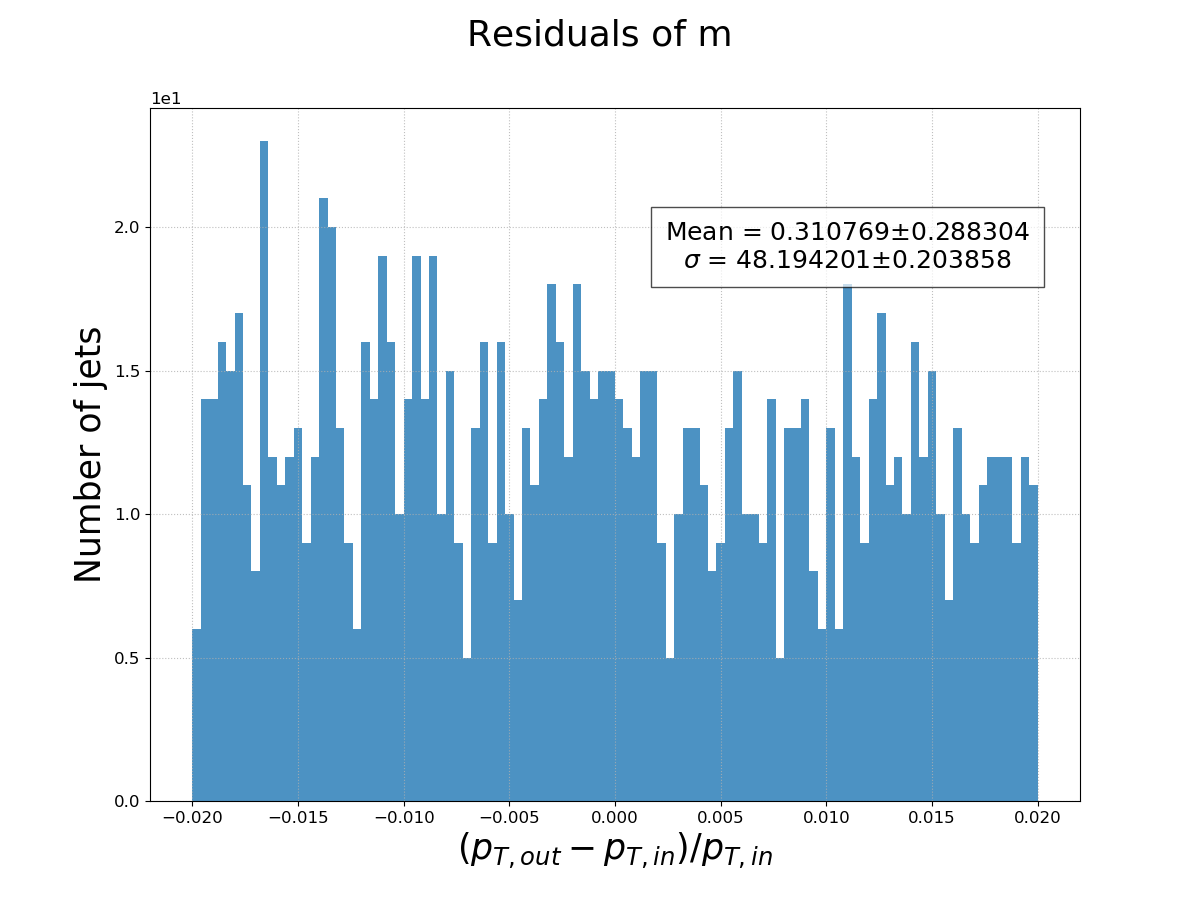 Residuals of m
1e1
Mean = 0.310769±0.288304
σ = 48.194201±0.203858
2.0
1.5
1.0
0.5
0.0
Number of jets
−0.020 −0.015 −0.010 −0.005 0.000 0.005 0.010 0.015 0.020
(p_{T, out} − p_{T, in})/p_{T, in}